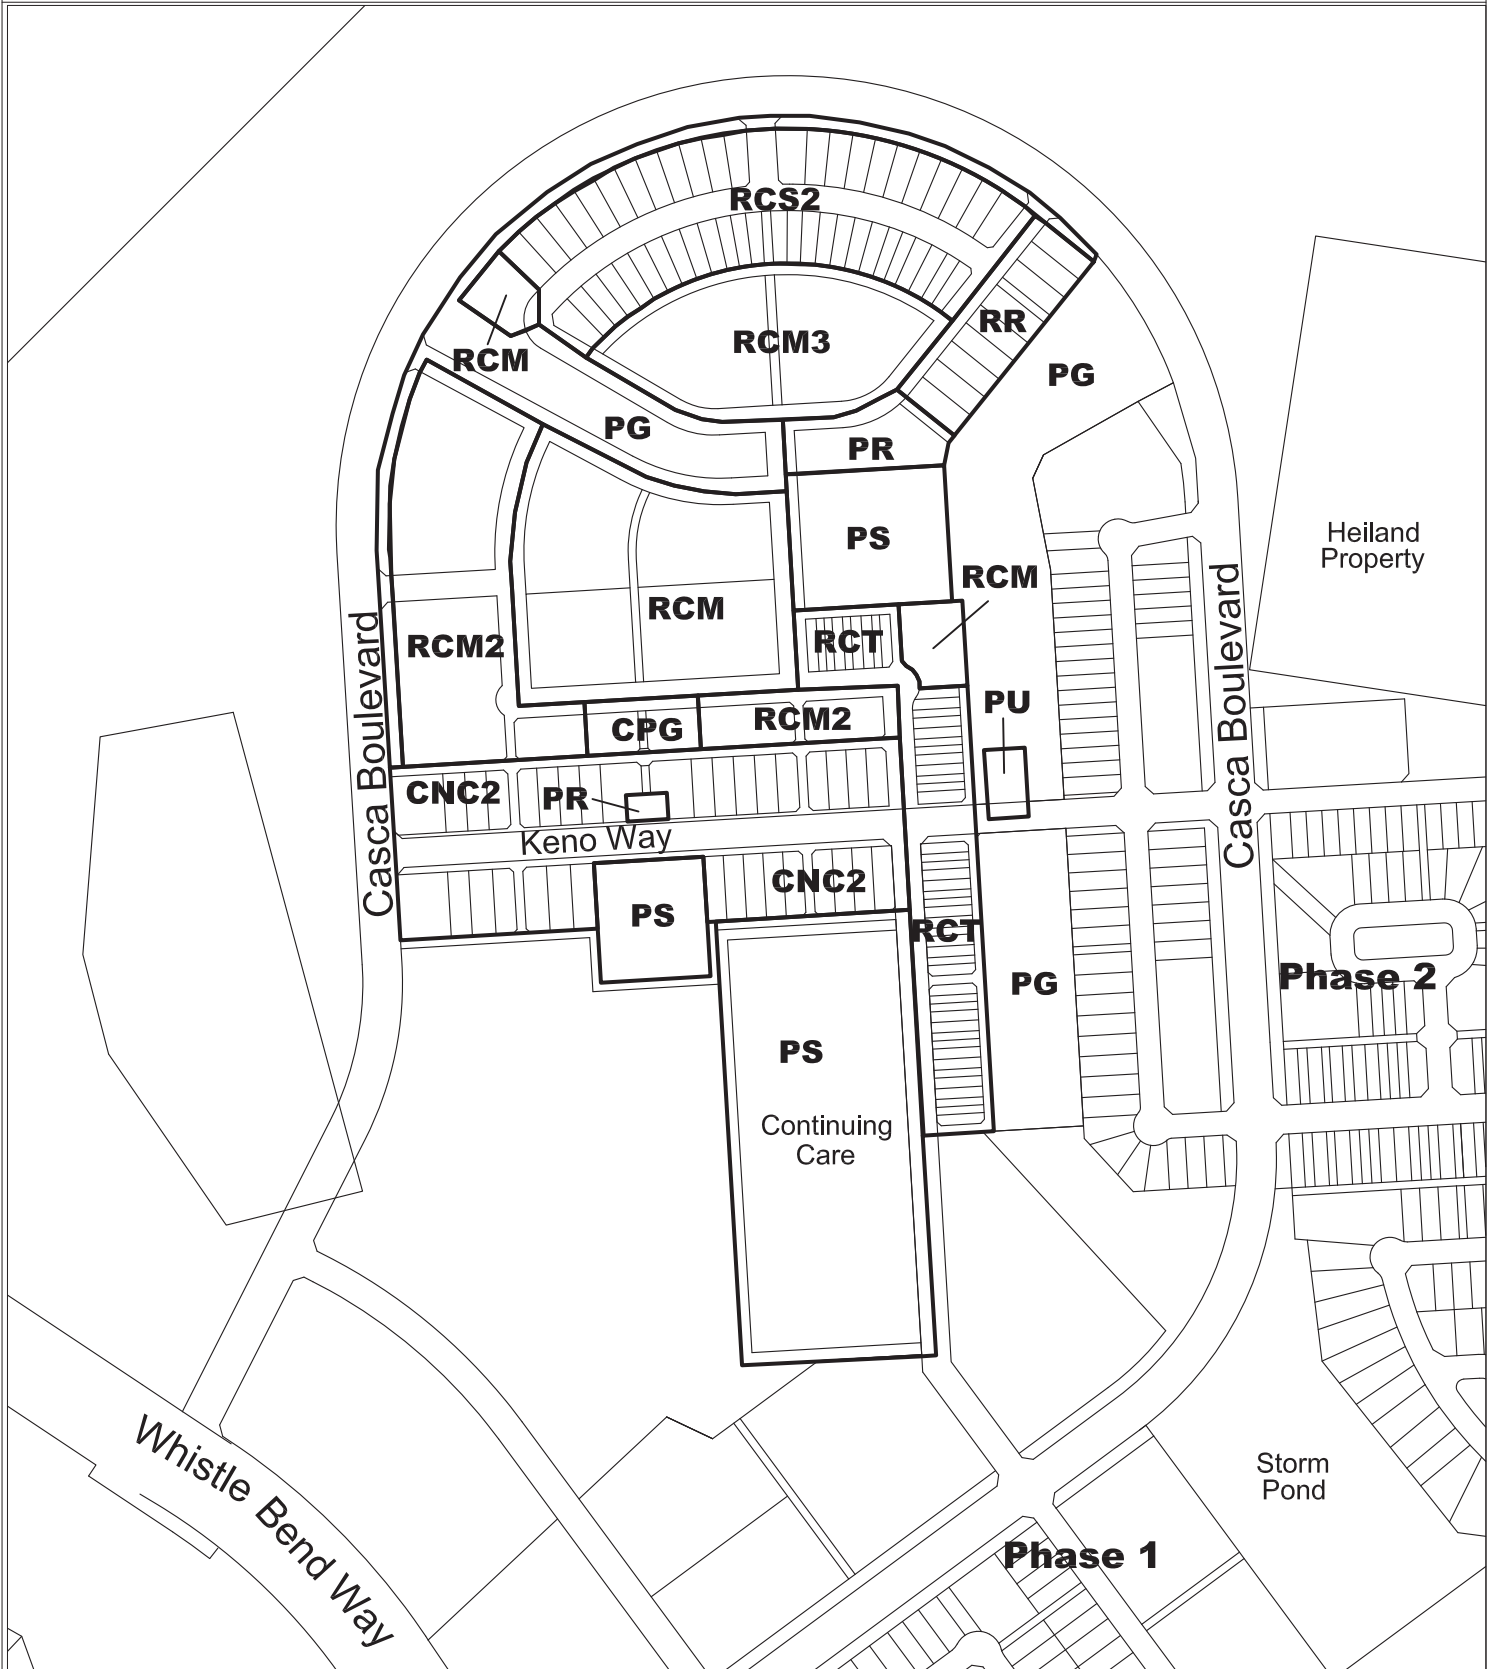 RCS2
RR
RCM3
RCM
PG
PG
PR
PS
Heiland
Property
RCM
RCM
RCT
RCM2
PU
RCM2
CPG
CNC2
PR
Keno Way
Casca Boulevard
Casca Boulevard
CNC2
PS
RCT
PG
Phase 2
PS
Continuing
Care
Whistle Bend Way
Storm
Pond
Phase 1